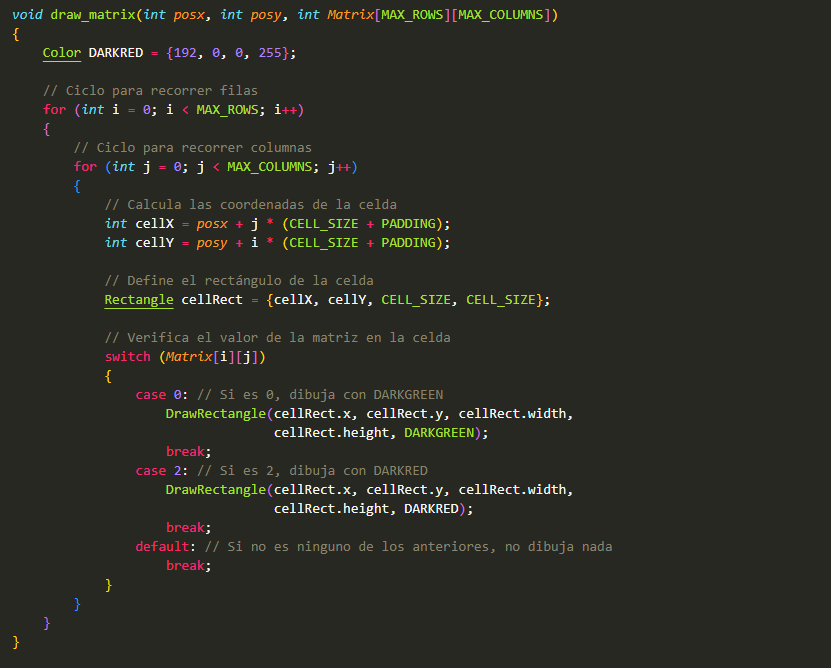 void draw_matrix(int posx, int posy, int Matrix[MAX_ROWS][MAX_COLUMNS])
{
    Color DARKRED = {192, 0, 0, 255};

    // Ciclo para recorrer filas
    for (int i = 0; i < MAX_ROWS; i++)
    {
        // Ciclo para recorrer columnas
        for (int j = 0; j < MAX_COLUMNS; j++)
        {
            // Calcula las coordenadas de la celda
            int cellX = posx + j * (CELL_SIZE + PADDING);
            int cellY = posy + i * (CELL_SIZE + PADDING);

            // Define el rectángulo de la celda
            Rectangle cellRect = {cellX, cellY, CELL_SIZE, CELL_SIZE};

            // Verifica el valor de la matriz en la celda
            switch (Matrix[i][j])
            {
                case 0: // Si es 0, dibuja con DARKGREEN
                    DrawRectangle(cellRect.x, cellRect.y, cellRect.width,
                                  cellRect.height, DARKGREEN);
                    break;
                case 2: // Si es 2, dibuja con DARKRED
                    DrawRectangle(cellRect.x, cellRect.y, cellRect.width,
                                  cellRect.height, DARKRED);
                    break;
                default: // Si no es ninguno de los anteriores, no dibuja nada
                    break;
            }
        }
    }
}